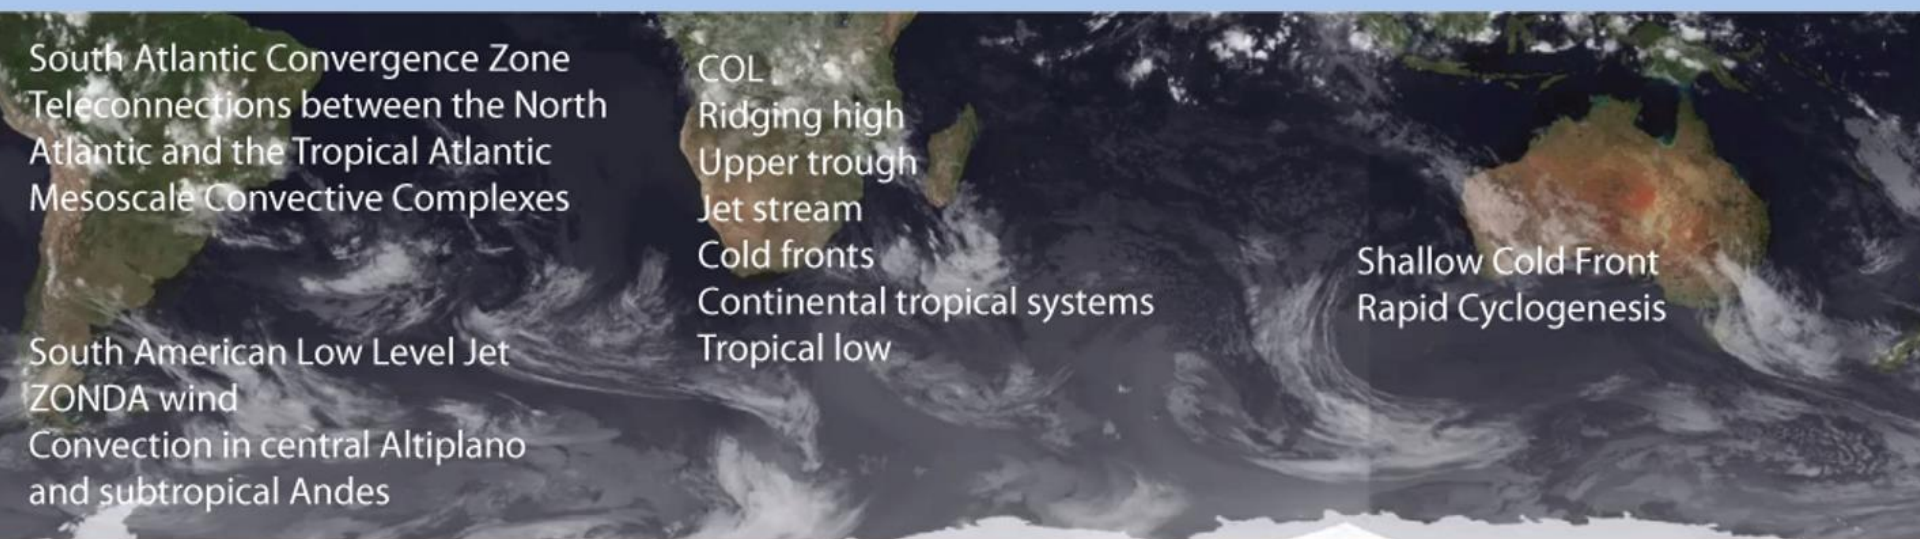 South Atlantic Convergence Zone
Teleconnections between the North
Atlantic and the Tropical Atlantic
Mesoscale Convective Complexes
South American Low Level Jet
ZONDA wind
Convection in central Altiplano
and subtropical Andes
COL
Ridging high
Upper trough
Jet stream
Cold fronts
Continental tropical systems
Tropical low
Shallow Cold Front
Rapid Cyclogenesis